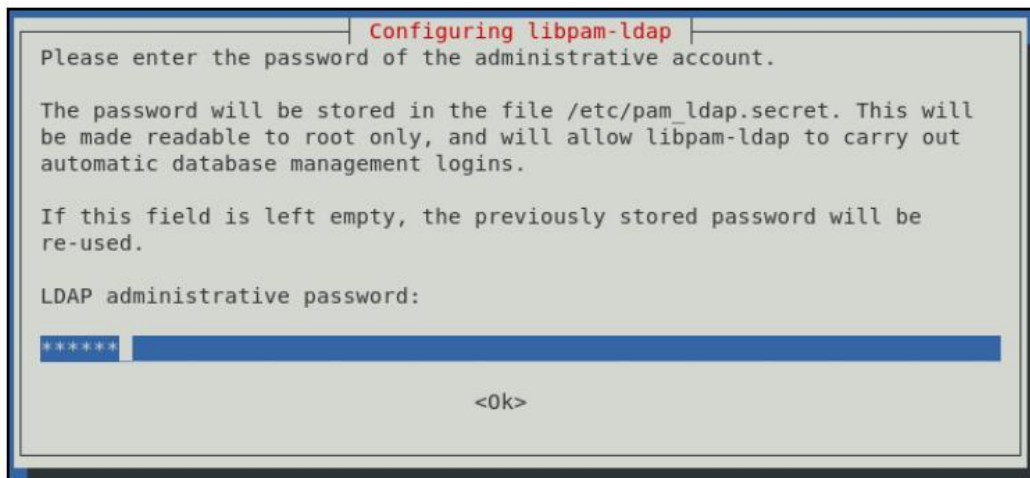 Configuring libpam-ldap
Please enter the password of the administrative account.
The password will be stored in the file /etc/pam_ldap.secret. This will
be made readable to root only, and will allow libpam-ldap to carry out
automatic database management logins.
If this field is left empty, the previously stored password will be
re-used.
LDAP administrative password:
******
<Ok>